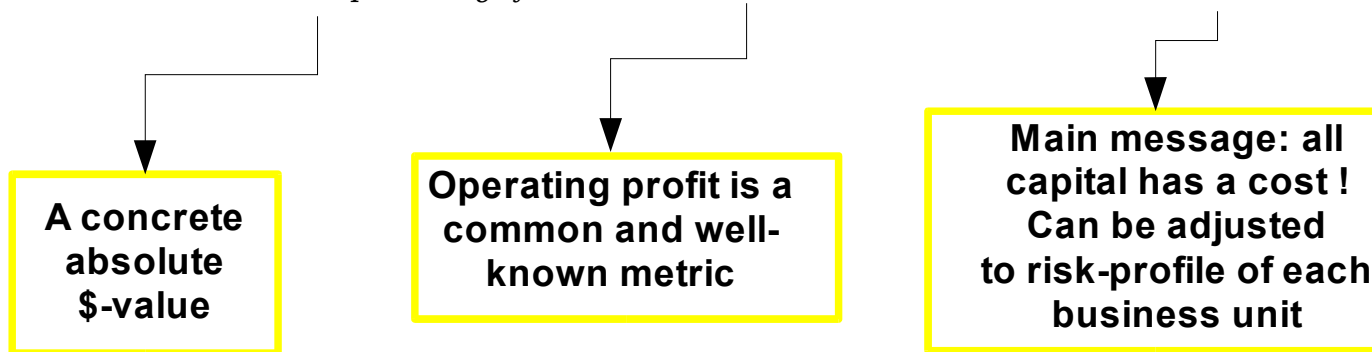 A concrete
absolute
$-value
Operating profit is a
common and well-
known metric
Main message: all
capital has a cost !
Can be adjusted
to risk-profile of each
business unit